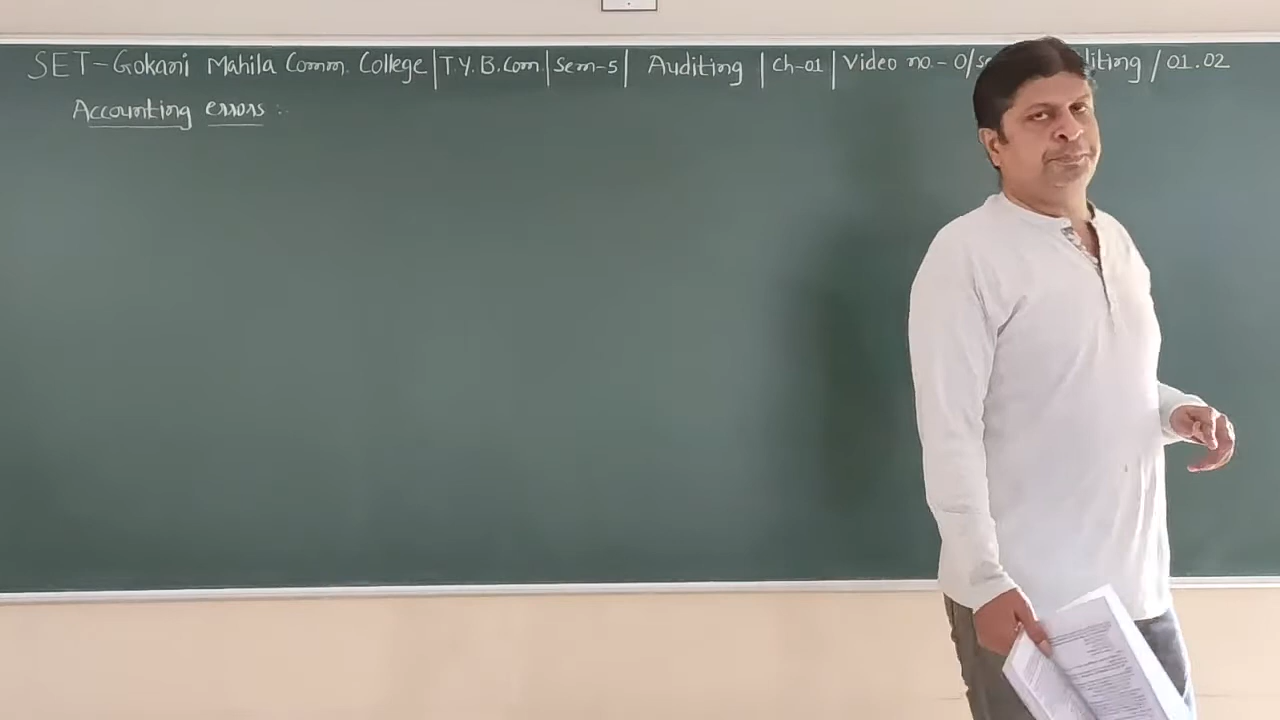 SET-Gokani Mahila Comm. College | T.Y.B.Com. | Sem-5 | Auditing | Ch-01 | Video no.- 0/se diting / 01.02
Accounting errors :-